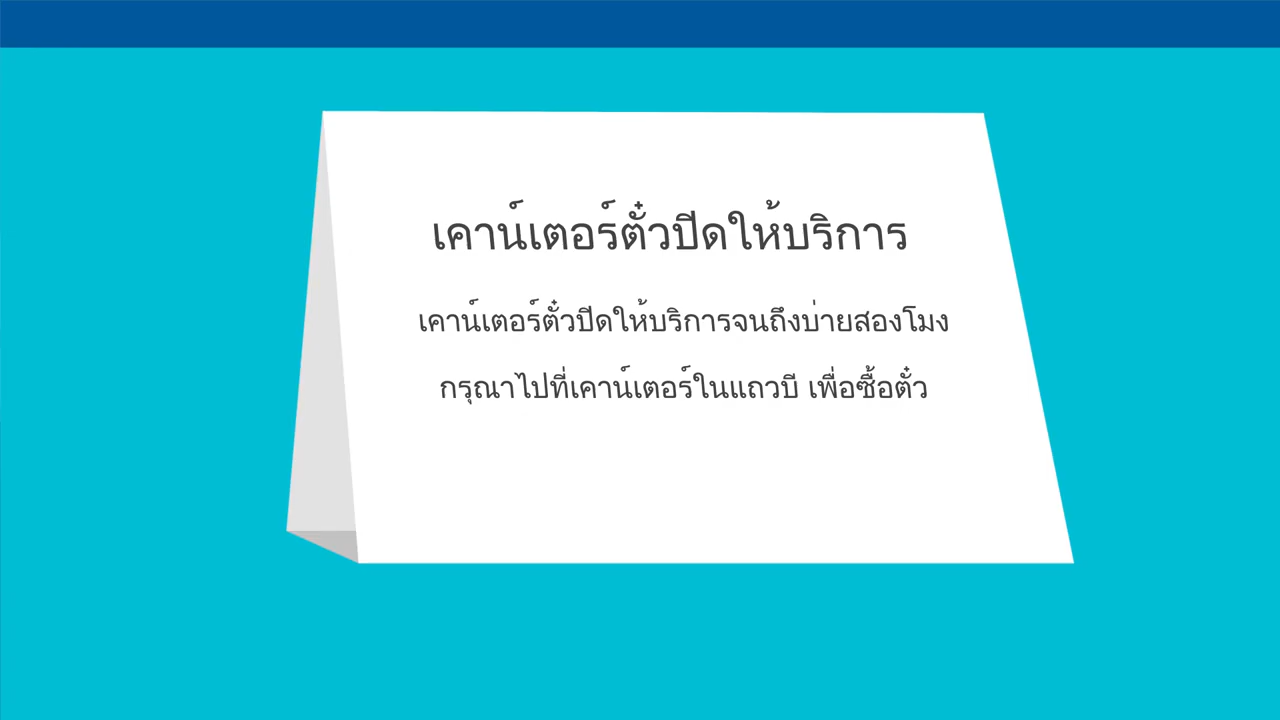 เคาน์เตอร์ตั๋วปิดให้บริการ
เคาน์เตอร์ตั๋วปิดให้บริการจนถึงบ่ายสองโมง
กรุณาไปที่เคาน์เตอร์ในแถวบี เพื่อซื้อตั๋ว